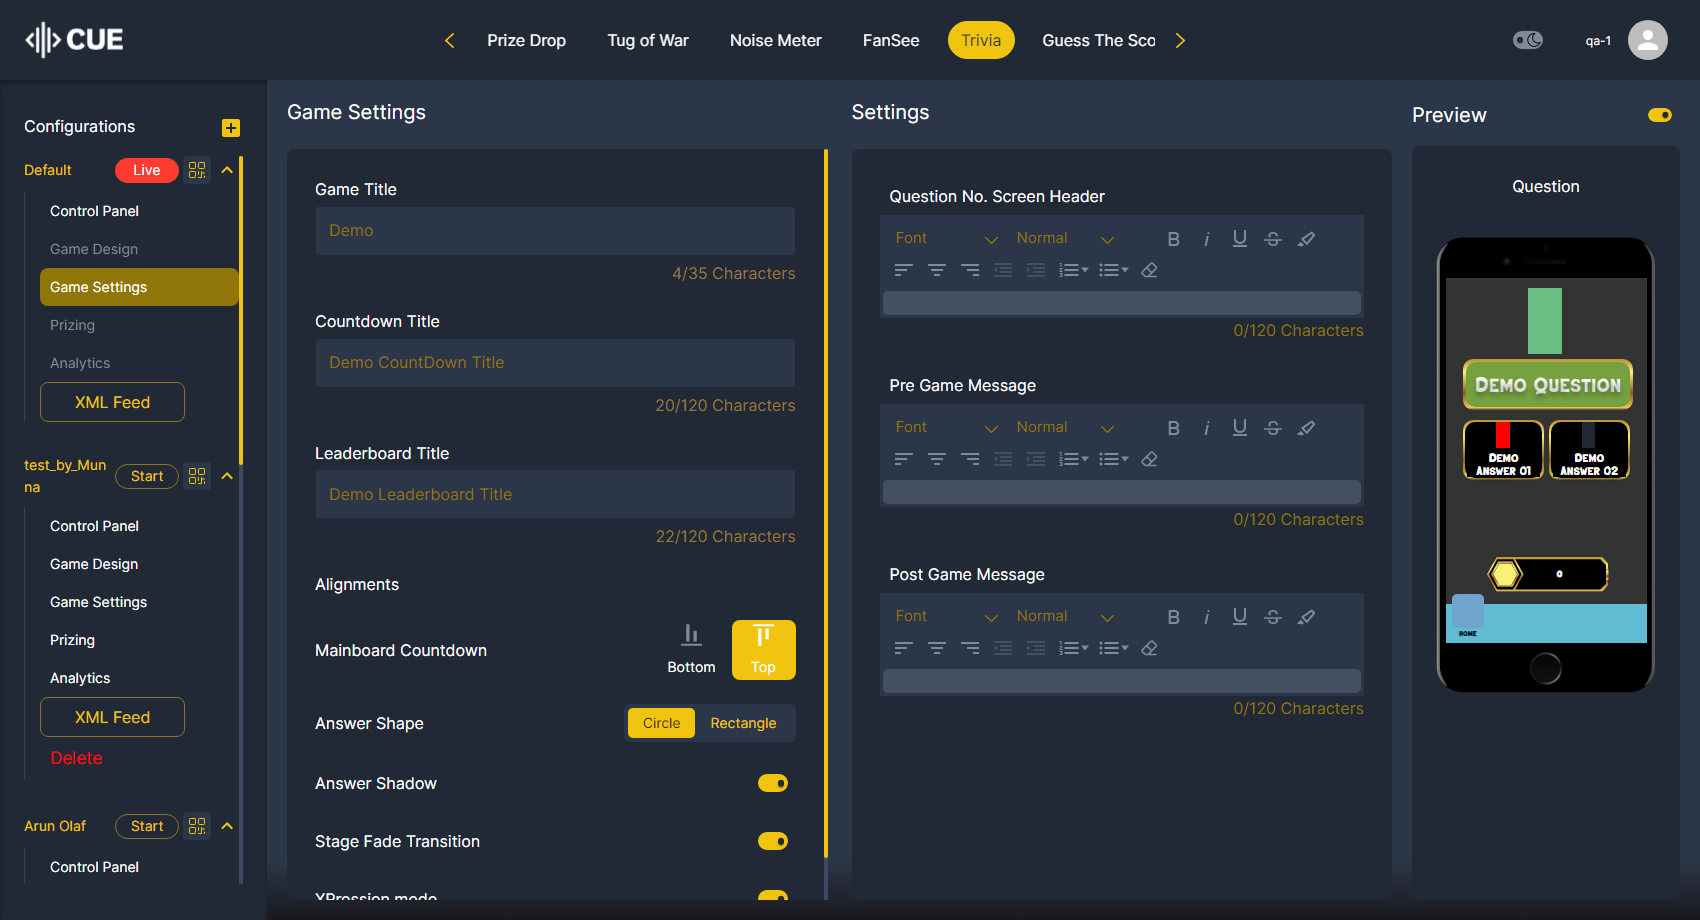 CUE
Prize Drop
Tug of War
Noise Meter
FanSee
Trivia
Guess The Sco
qa-1
Configurations
Default
Live
Control Panel
Game Design
Game Settings
Prizing
Analytics
XML Feed
test_by_Mun
na
Start
Control Panel
Game Design
Game Settings
Prizing
Analytics
XML Feed
Delete
Arun Olaf
Start
Control Panel
Game Settings
Game Title
Demo
4/35 Characters
Countdown Title
Demo CountDown Title
20/120 Characters
Leaderboard Title
Demo Leaderboard Title
22/120 Characters
Alignments
Mainboard Countdown
Bottom
Top
Answer Shape
Circle
Rectangle
Answer Shadow
Stage Fade Transition
XPression mode
Settings
Question No. Screen Header
Font
Normal
0/120 Characters
Pre Game Message
Font
Normal
0/120 Characters
Post Game Message
Font
Normal
0/120 Characters
Preview
Question
DEMO QUESTION
DEMO
ANSWER 01
DEMO
ANSWER 02
0
HOME